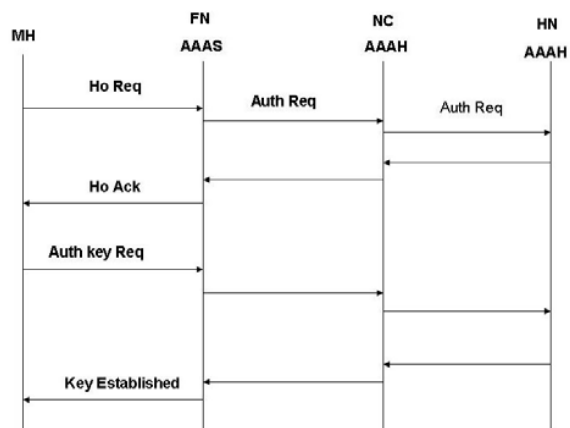 MH
FN
AAAS
NC
AAAH
HN
AAAH
Ho Req
Auth Req
Auth Req
Ho Ack
Auth key Req
Key Established